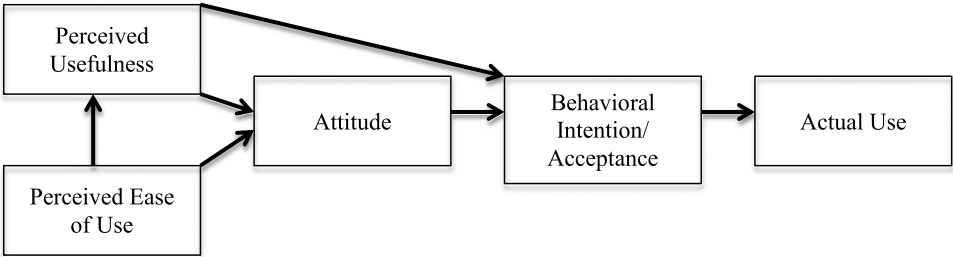 Perceived
Usefulness
Attitude
Behavioral
Intention/
Acceptance
Actual Use
Perceived Ease
of Use